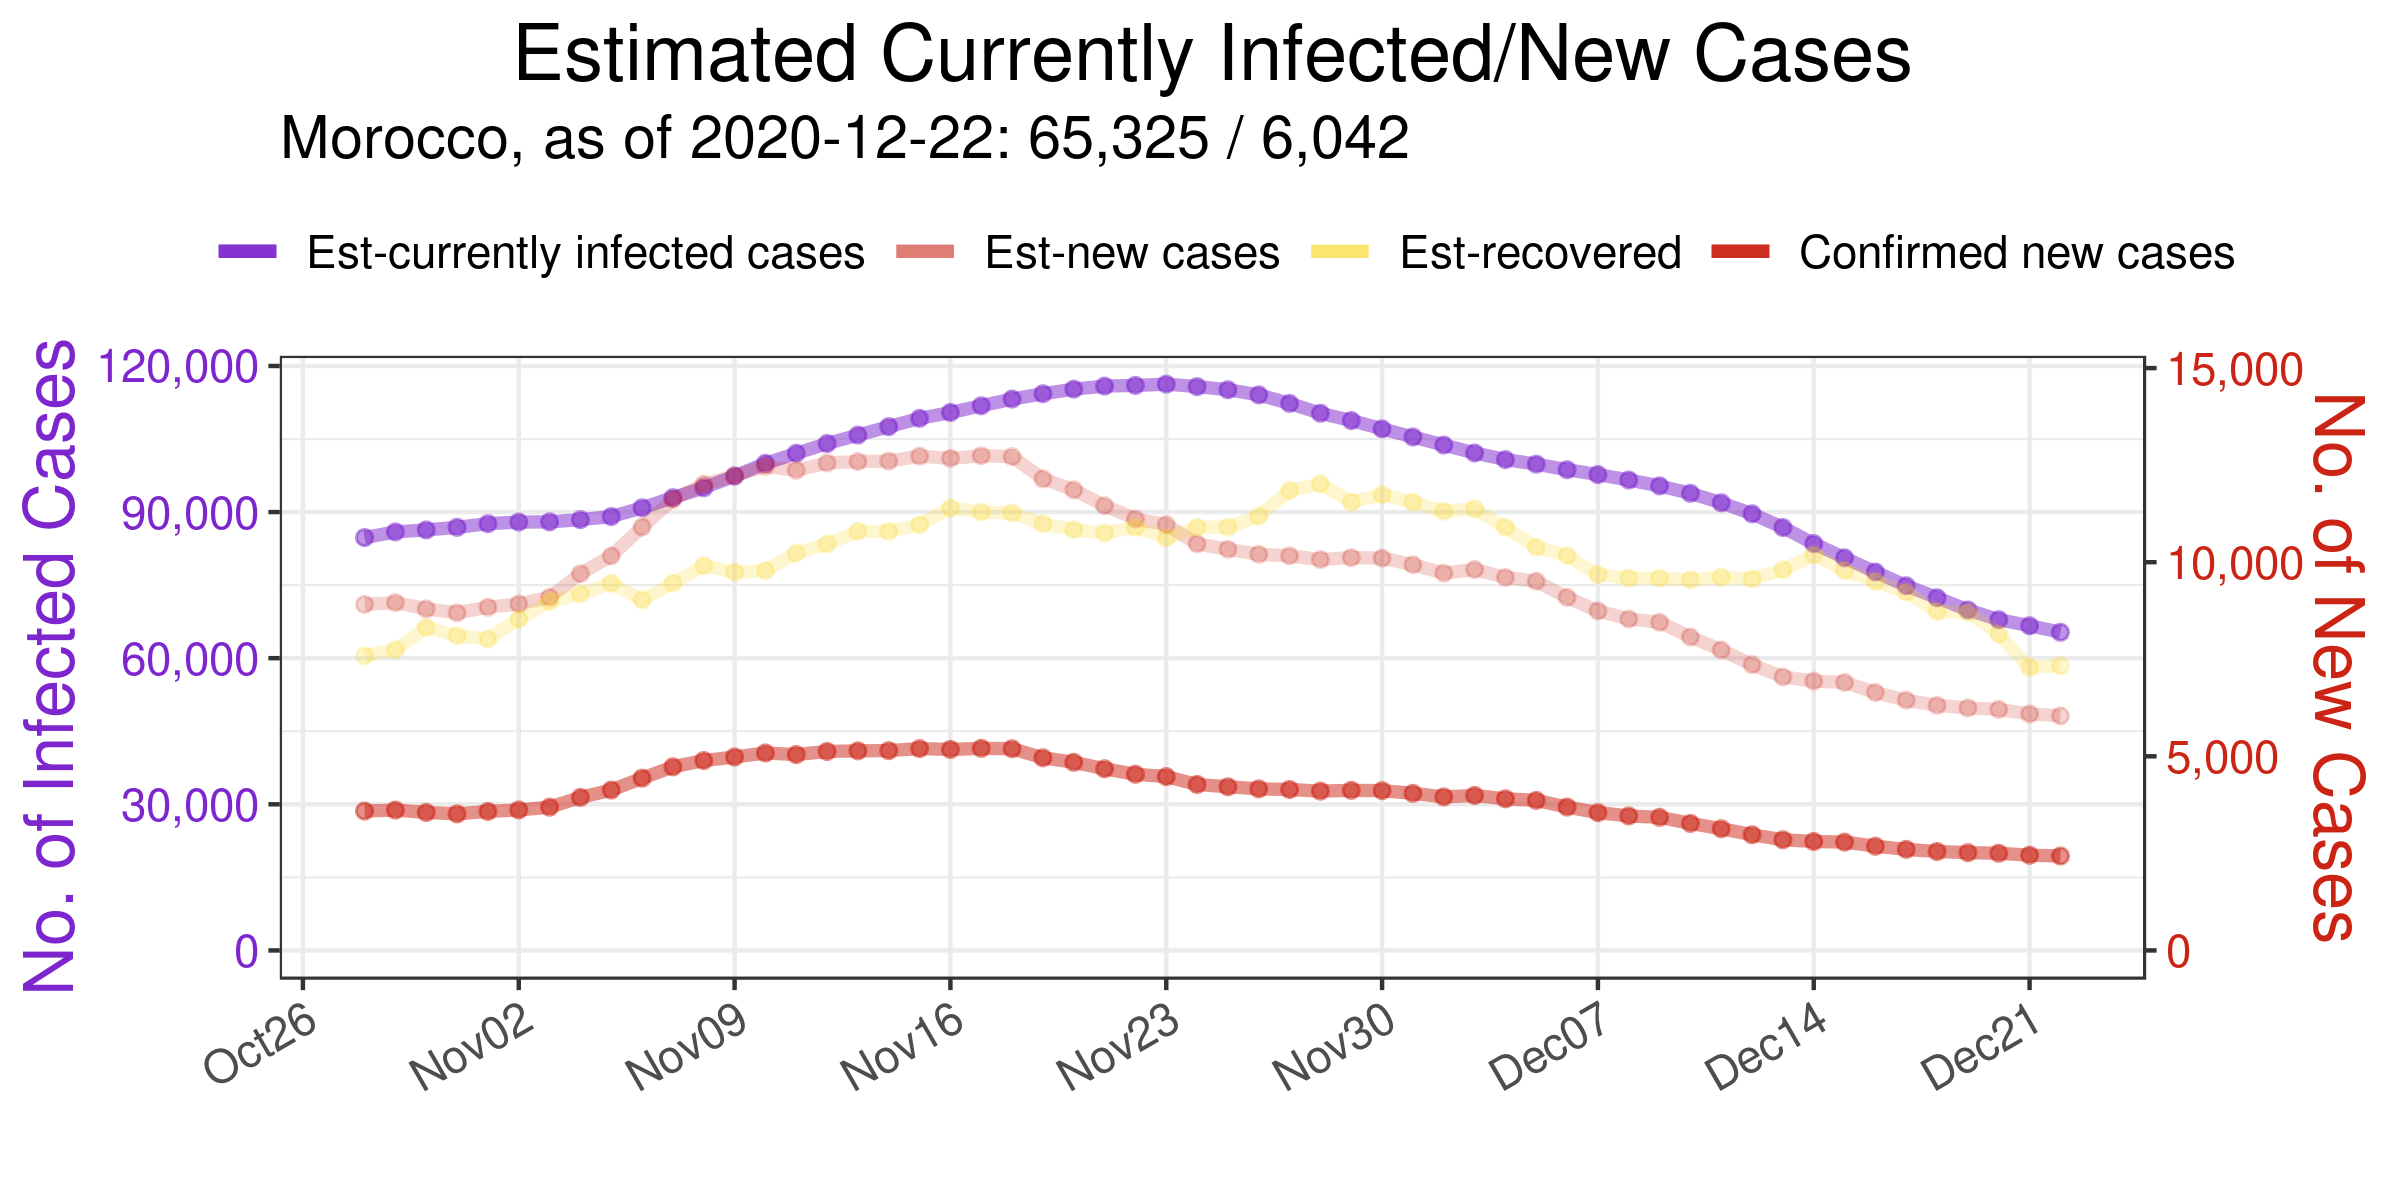 Estimated Currently Infected/New Cases
Morocco, as of 2020-12-22: 65,325 / 6,042
Est-currently infected cases Est-new cases Est-recovered Confirmed new cases
No. of Infected Cases
120,000
90,000
60,000
30,000
0
15,000
10,000
5,000
0
No. of New Cases
Oct26 Nov02 Nov09 Nov16 Nov23 Nov30 Dec07 Dec14 Dec21